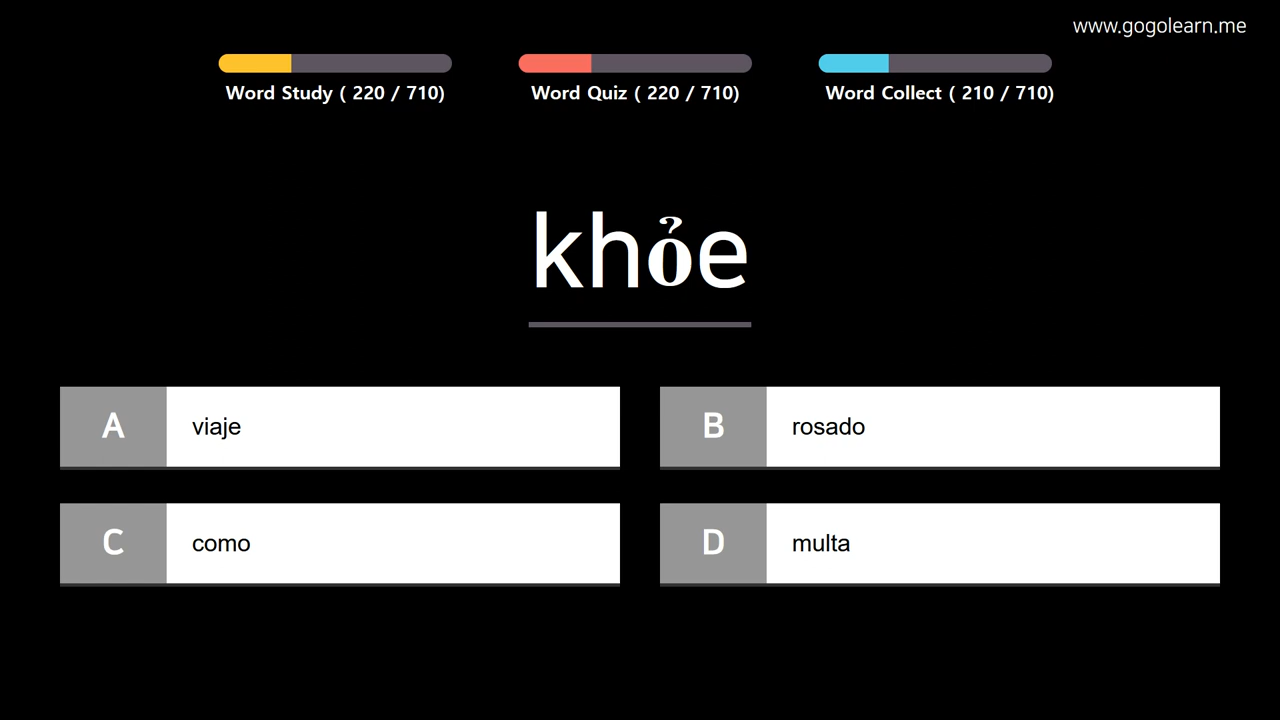 www.gogolearn.me
Word Study ( 220 / 710)
Word Quiz ( 220 / 710)
Word Collect ( 210 / 710)
khỏe
A viaje
B rosado
C como
D multa